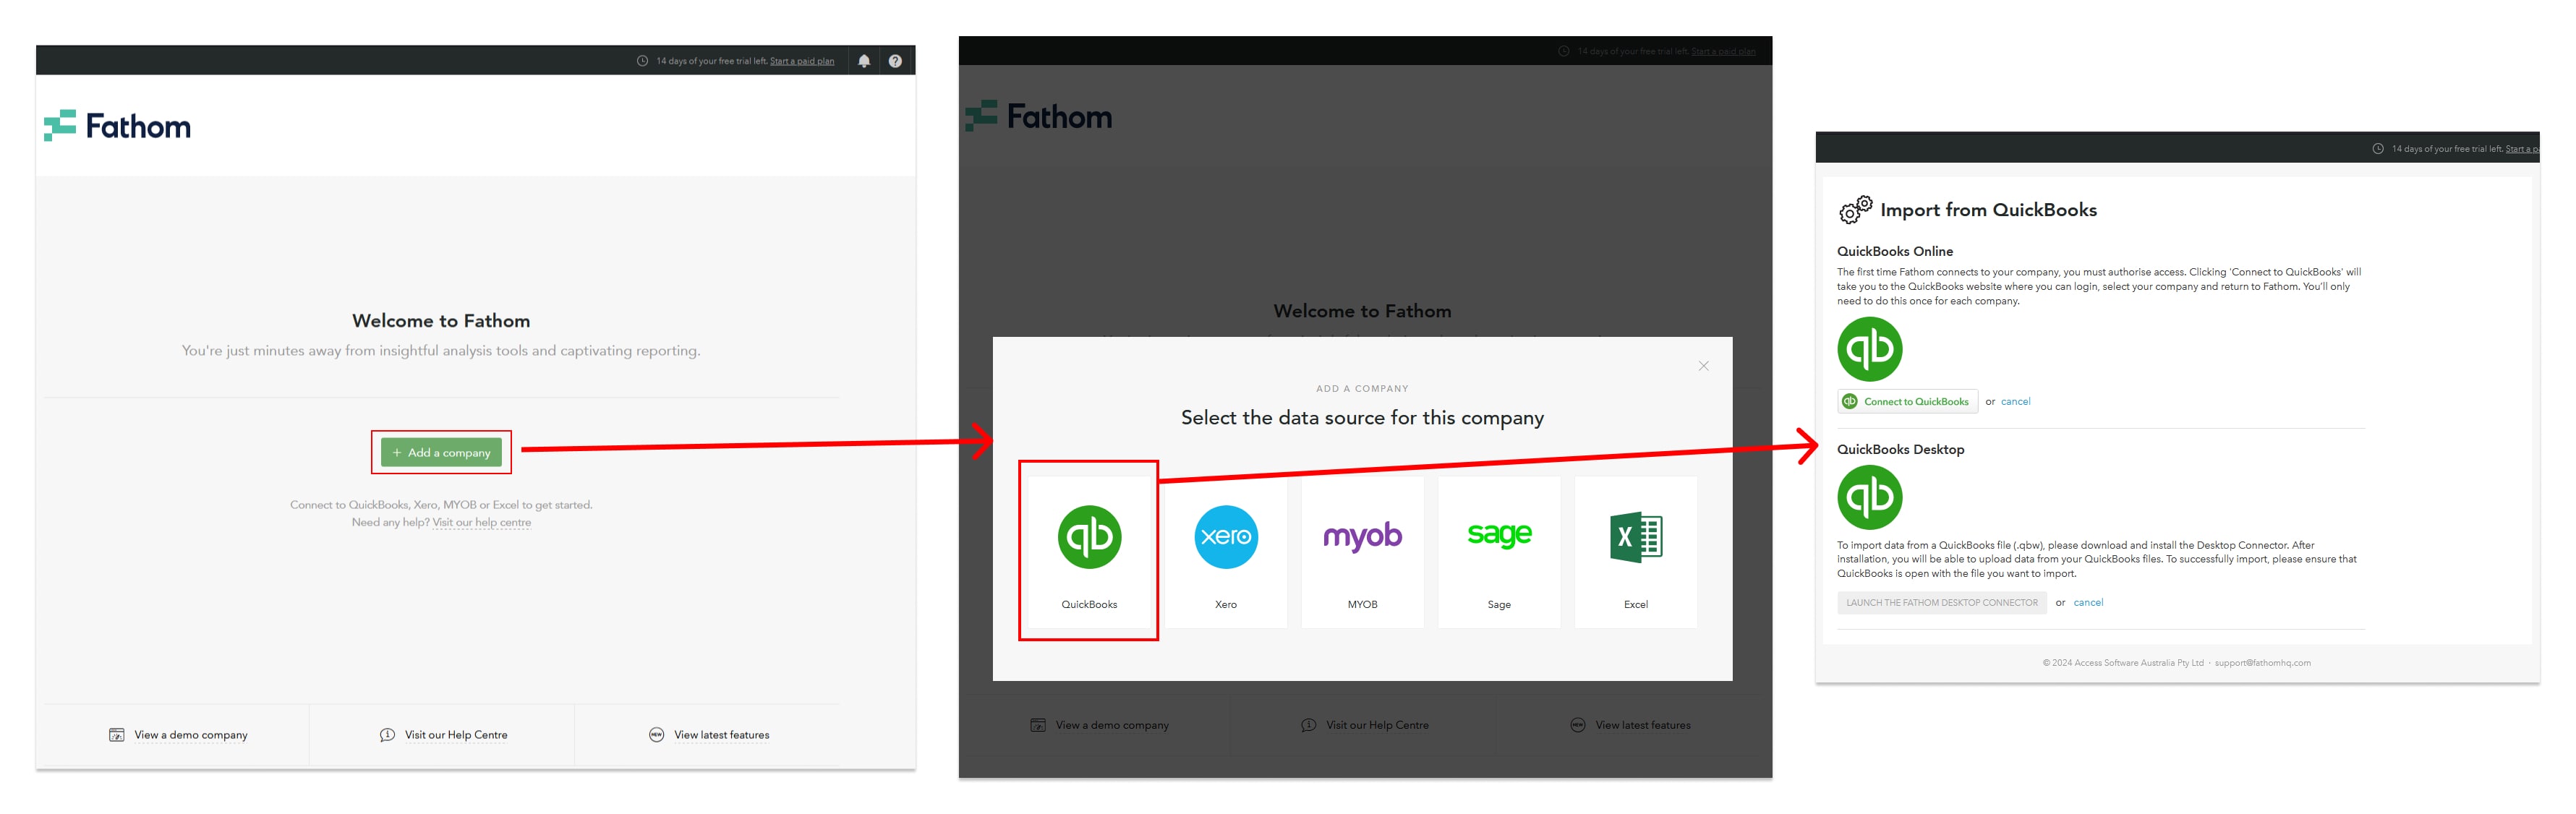 14 days of your free trial left. Start a paid plan
Fathom
Welcome to Fathom
You're just minutes away from insightful analysis tools and captivating reporting.
+ Add a company
Connect to QuickBooks, Xero, MYOB or Excel to get started.
Need any help? Visit our help centre
View a demo company
Visit our Help Centre
View latest features
14 days of your free trial left. Start a paid plan
Fathom
Welcome to Fathom
ADD A COMPANY
Select the data source for this company
qb
xero
myob
sage
X
QuickBooks
Xero
MYOB
Sage
Excel
View a demo company
Visit our Help Centre
View latest features
14 days of your free trial left. Start a p
Import from QuickBooks
QuickBooks Online
The first time Fathom connects to your company, you must authorise access. Clicking 'Connect to QuickBooks' will
take you to the QuickBooks website where you can login, select your company and return to Fathom. You'll only
need to do this once for each company.
qb
qb Connect to QuickBooks or cancel
QuickBooks Desktop
qb
To import data from a QuickBooks file (.qbw), please download and install the Desktop Connector. After
installation, you will be able to upload data from your QuickBooks files. To successfully import, please ensure that
QuickBooks is open with the file you want to import.
LAUNCH THE FATHOM DESKTOP CONNECTOR or cancel
© 2024 Access Software Australia Pty Ltd · support@fathomhq.com